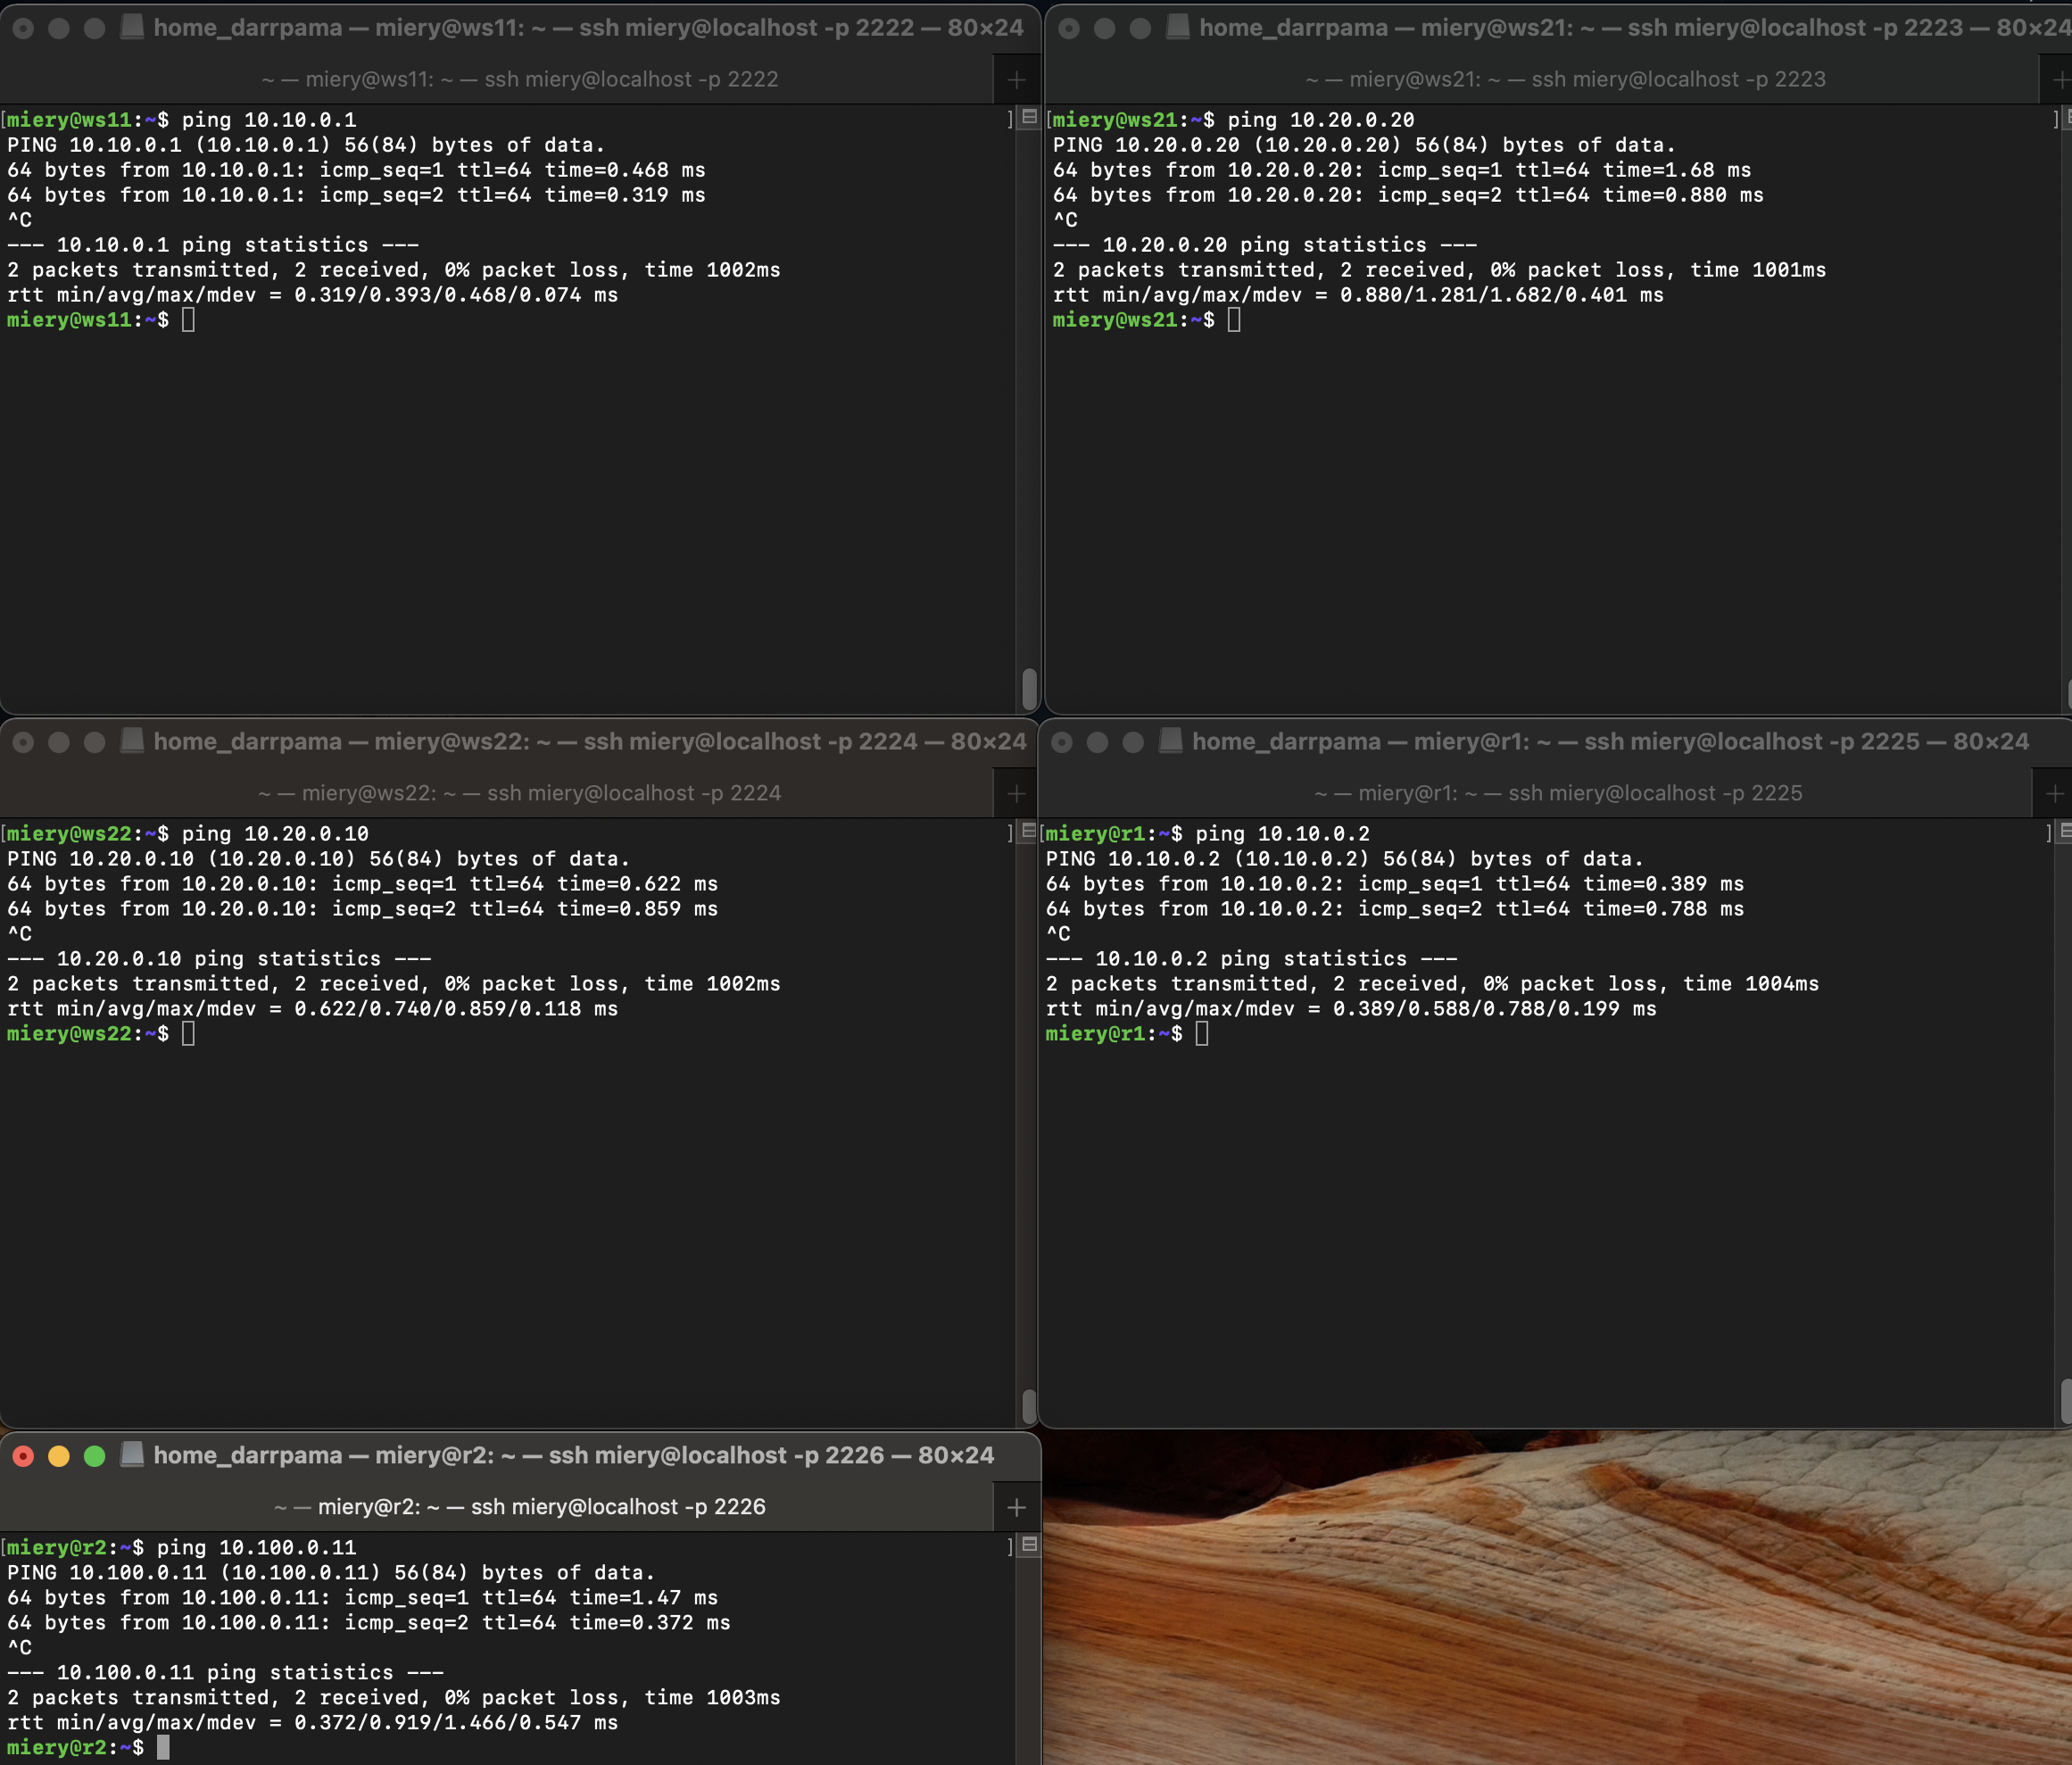 home_darrpama — miery@ws11: ~ — ssh miery@localhost -p 2222 — 80×24
~ — miery@ws11: ~ — ssh miery@localhost -p 2222
[miery@ws11:~$ ping 10.10.0.1 ]
PING 10.10.0.1 (10.10.0.1) 56(84) bytes of data.
64 bytes from 10.10.0.1: icmp_seq=1 ttl=64 time=0.468 ms
64 bytes from 10.10.0.1: icmp_seq=2 ttl=64 time=0.319 ms
^C
--- 10.10.0.1 ping statistics ---
2 packets transmitted, 2 received, 0% packet loss, time 1002ms
rtt min/avg/max/mdev = 0.319/0.393/0.468/0.074 ms
miery@ws11:~$
home_darrpama — miery@ws21: ~ — ssh miery@localhost -p 2223 — 80×24
~ — miery@ws21: ~ — ssh miery@localhost -p 2223
[miery@ws21:~$ ping 10.20.0.20 ]
PING 10.20.0.20 (10.20.0.20) 56(84) bytes of data.
64 bytes from 10.20.0.20: icmp_seq=1 ttl=64 time=1.68 ms
64 bytes from 10.20.0.20: icmp_seq=2 ttl=64 time=0.880 ms
^C
--- 10.20.0.20 ping statistics ---
2 packets transmitted, 2 received, 0% packet loss, time 1001ms
rtt min/avg/max/mdev = 0.880/1.281/1.682/0.401 ms
miery@ws21:~$
home_darrpama — miery@ws22: ~ — ssh miery@localhost -p 2224 — 80×24
~ — miery@ws22: ~ — ssh miery@localhost -p 2224
[miery@ws22:~$ ping 10.20.0.10 ]
PING 10.20.0.10 (10.20.0.10) 56(84) bytes of data.
64 bytes from 10.20.0.10: icmp_seq=1 ttl=64 time=0.622 ms
64 bytes from 10.20.0.10: icmp_seq=2 ttl=64 time=0.859 ms
^C
--- 10.20.0.10 ping statistics ---
2 packets transmitted, 2 received, 0% packet loss, time 1002ms
rtt min/avg/max/mdev = 0.622/0.740/0.859/0.118 ms
miery@ws22:~$
home_darrpama — miery@r1: ~ — ssh miery@localhost -p 2225 — 80×24
~ — miery@r1: ~ — ssh miery@localhost -p 2225
[miery@r1:~$ ping 10.10.0.2 ]
PING 10.10.0.2 (10.10.0.2) 56(84) bytes of data.
64 bytes from 10.10.0.2: icmp_seq=1 ttl=64 time=0.389 ms
64 bytes from 10.10.0.2: icmp_seq=2 ttl=64 time=0.788 ms
^C
--- 10.10.0.2 ping statistics ---
2 packets transmitted, 2 received, 0% packet loss, time 1004ms
rtt min/avg/max/mdev = 0.389/0.588/0.788/0.199 ms
miery@r1:~$
home_darrpama — miery@r2: ~ — ssh miery@localhost -p 2226 — 80×24
~ — miery@r2: ~ — ssh miery@localhost -p 2226
[miery@r2:~$ ping 10.100.0.11 ]
PING 10.100.0.11 (10.100.0.11) 56(84) bytes of data.
64 bytes from 10.100.0.11: icmp_seq=1 ttl=64 time=1.47 ms
64 bytes from 10.100.0.11: icmp_seq=2 ttl=64 time=0.372 ms
^C
--- 10.100.0.11 ping statistics ---
2 packets transmitted, 2 received, 0% packet loss, time 1003ms
rtt min/avg/max/mdev = 0.372/0.919/1.466/0.547 ms
miery@r2:~$